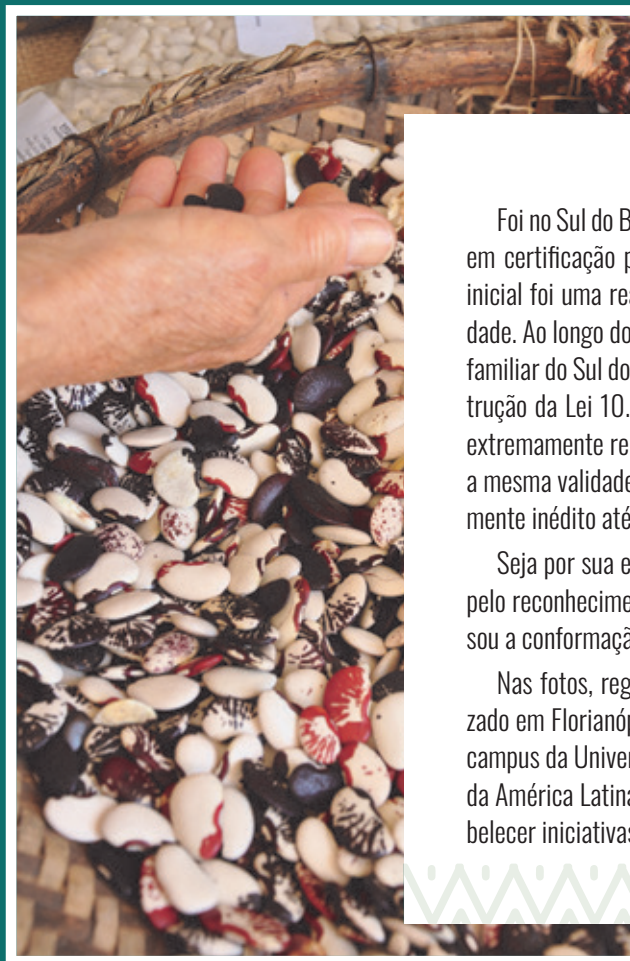 Foi no Sul do B
em certificação p
inicial foi uma rea
dade. Ao longo do
familiar do Sul do
trução da Lei 10.
extremamente re
a mesma validade
mente inédito até
Seja por sua e
pelo reconhecime
sou a conformaçã
Nas fotos, reg
zado em Florianóp
campus da Univer
da América Latina
belecer iniciativas